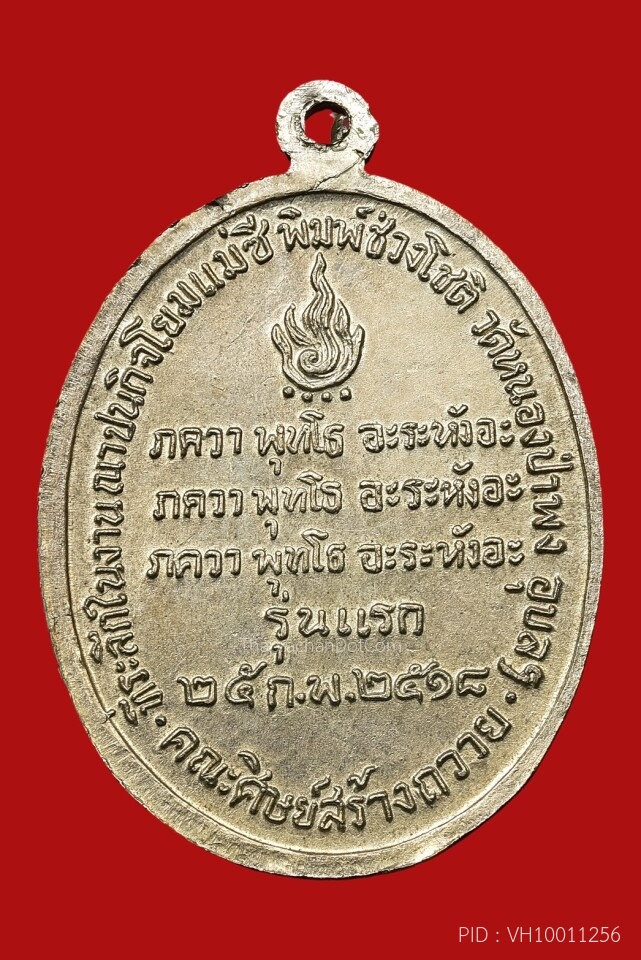 ที่ระลึกในงานฌาปนกิจโยมแม่ชี พิมพ์ ช่วงโชติ วัดหนองป่าพง อุบลฯ
ภควา พุทโธ อะระหังอะ
ภควา พุทโธ อะระหังอะ
ภควา พุทโธ อะระหังอะ
รุ่นแรก
๒๕ ก.พ. ๒๕๑๘
คณะศิษย์สร้างถวาย
PID : VH10011256